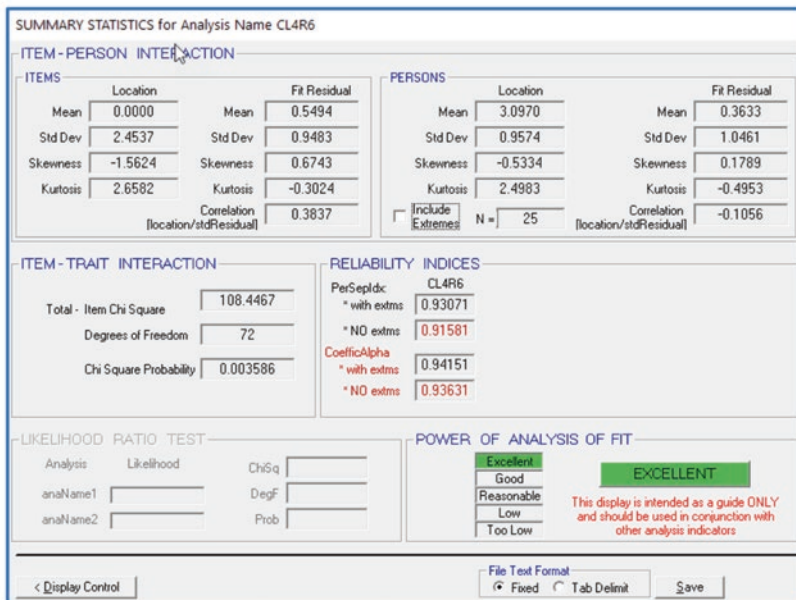 SUMMARY STATISTICS for Analysis Name CL4R6
ITEM-PERSON INTERACTION
ITEMS
Location Fit Residual
Mean 0.0000 Mean 0.5494
Std Dev 2.4537 Std Dev 0.9483
Skewness -1.5624 Skewness 0.6743
Kurtosis 2.6582 Kurtosis -0.3024
Correlation 0.3837
[location/stdResidual]
PERSONS
Location Fit Residual
Mean 3.0970 Mean 0.3633
Std Dev 0.9574 Std Dev 1.0461
Skewness -0.5334 Skewness 0.1789
Kurtosis 2.4983 Kurtosis -0.4953
Include Extremes N = 25 Correlation -0.1056
[location/stdResidual]
ITEM-TRAIT INTERACTION
Total - Item Chi Square 108.4467
Degrees of Freedom 72
Chi Square Probability 0.003586
RELIABILITY INDICES
PerSepIdx: CL4R6
* with extms 0.93071
* NO extms 0.91581
CoefficAlpha
* with extms 0.94151
* NO extms 0.93631
LIKELIHOOD RATIO TEST
Analysis Likelihood ChiSq
anaName1 DegF
anaName2 Prob
POWER OF ANALYSIS OF FIT
Excellent
Good
Reasonable
Low
Too Low
EXCELLENT
This display is intended as a guide ONLY
and should be used in conjunction with
other analysis indicators
< Display Control
File Text Format
Fixed Tab Delimit
Save